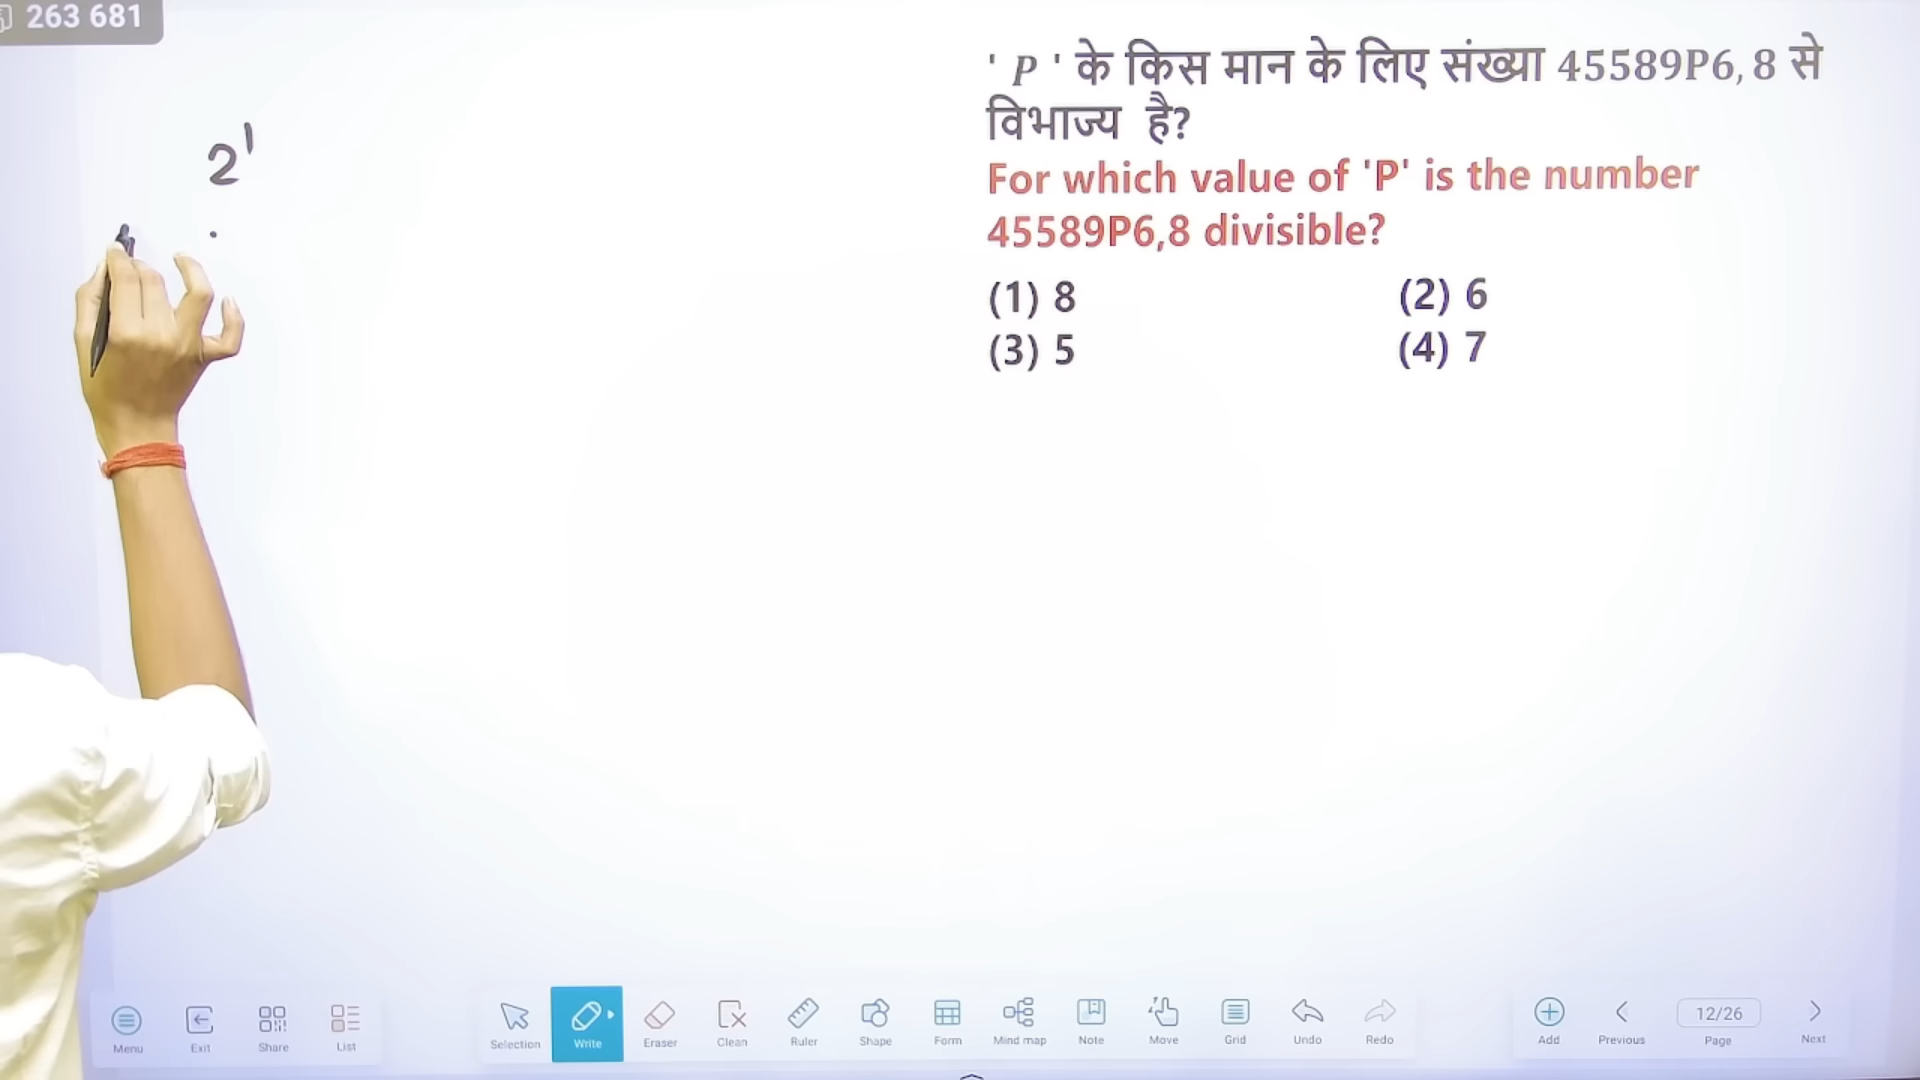 263 681
' P ' के किस मान के लिए संख्या 45589P6, 8 से
विभाज्य है?
For which value of 'P' is the number
45589P6,8 divisible?
(1) 8 (2) 6
(3) 5 (4) 7
2¹
Menu Exit Share List Selection Write Eraser Clean Ruler Shape Form Mind map Note Move Grid Undo Redo Add Previous 12/26 Page Next